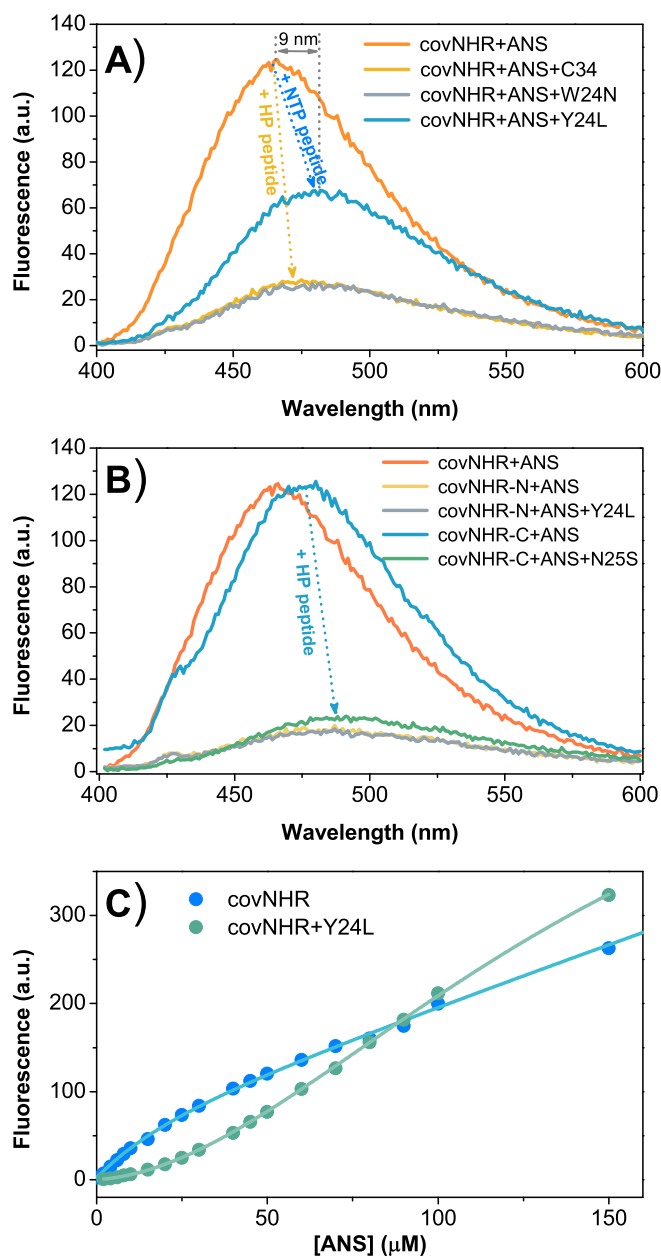 A)
9 nm
covNHR+ANS
covNHR+ANS+C34
covNHR+ANS+W24N
covNHR+ANS+Y24L
+ HP peptide
+ NTP peptide
Fluorescence (a.u.)
140
120
100
80
60
40
20
0
400 450 500 550 600
Wavelength (nm)
B)
covNHR+ANS
covNHR-N+ANS
covNHR-N+ANS+Y24L
covNHR-C+ANS
covNHR-C+ANS+N25S
+ HP peptide
Fluorescence (a.u.)
140
120
100
80
60
40
20
0
400 450 500 550 600
Wavelength (nm)
C)
covNHR
covNHR+Y24L
Fluorescence (a.u.)
300
200
100
0
0 50 100 150
[ANS] (μM)